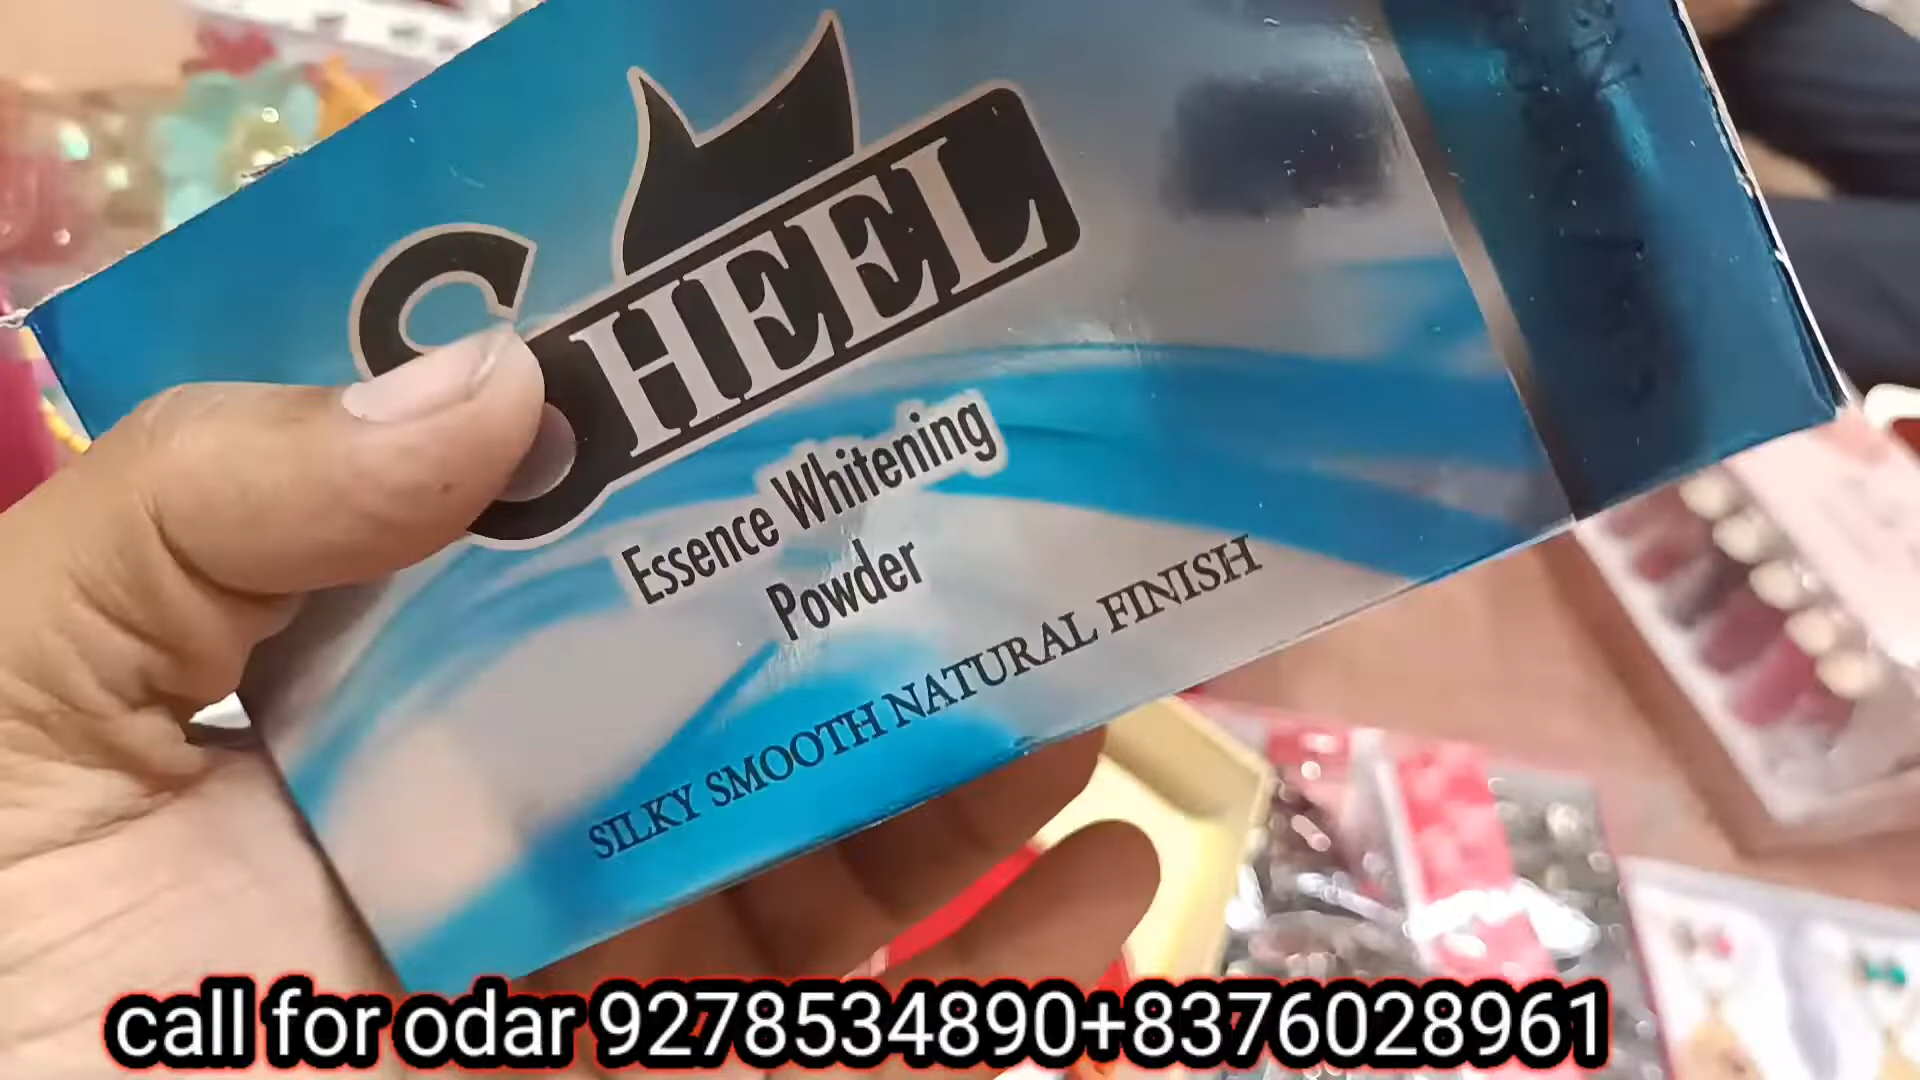 SHEEL
Essence Whitening
Powder
SILKY SMOOTH NATURAL FINISH
call for odar 9278534890+8376028961